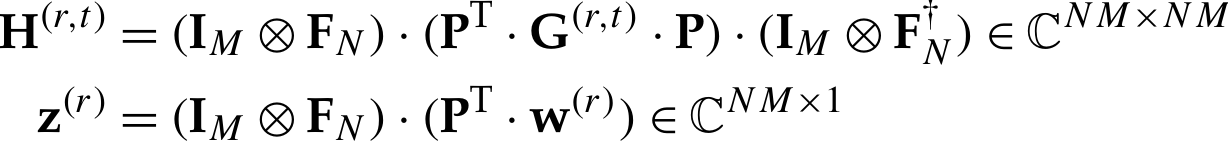 𝐇^{(r,t)} = (𝐈_M ⊗ 𝐅_N) · (𝐏^T · 𝐆^{(r,t)} · 𝐏) · (𝐈_M ⊗ 𝐅_N^†) ∈ ℂ^{NM×NM}
𝐳^{(r)} = (𝐈_M ⊗ 𝐅_N) · (𝐏^T · 𝐰^{(r)}) ∈ ℂ^{NM×1}